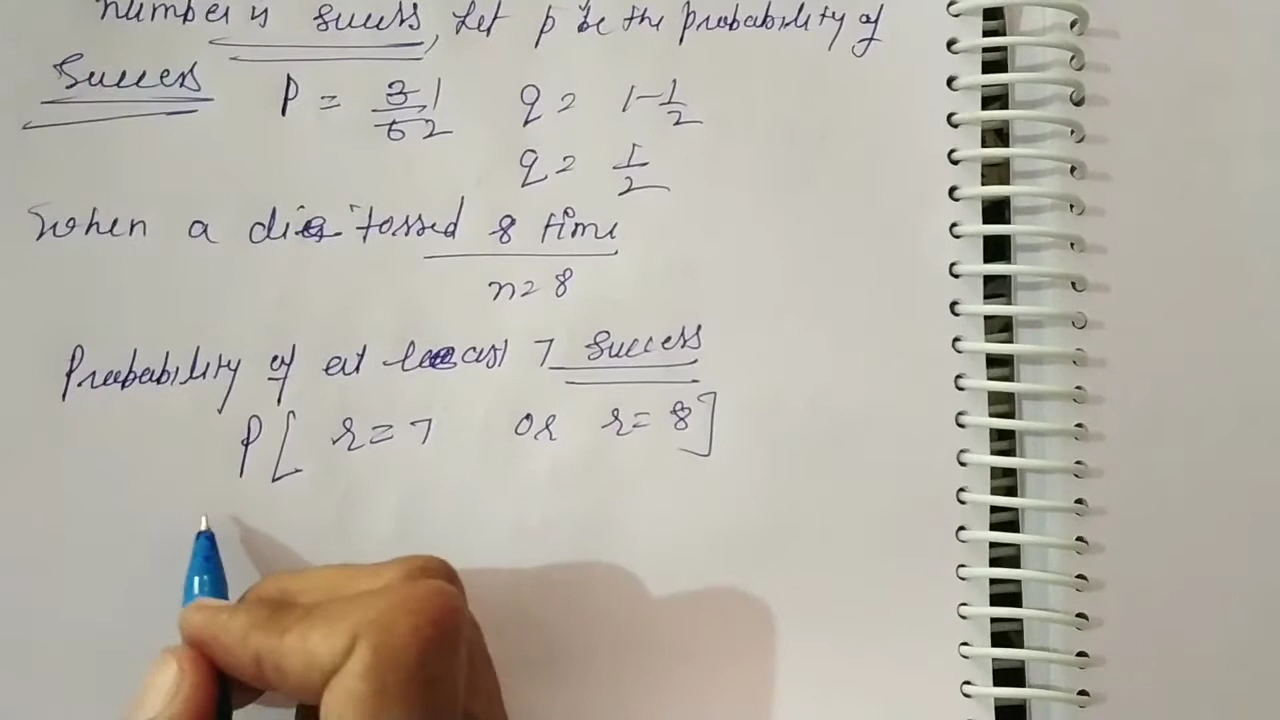 number is success, Let p be the probability of
Success P = 3/6 1/2 q = 1-1/2
q = 1/2
When a die tossed 8 time
n=8
Probability of at least 7 Success
P[ r=7 or r=8]